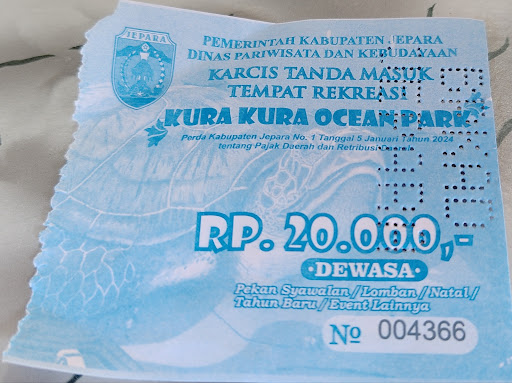 JEPARA
PEMERINTAH KABUPATEN JEPARA
DINAS PARIWISATA DAN KEBUDAYAAN
KARCIS TANDA MASUK
TEMPAT REKREASI
KURA KURA OCEAN PARK
Perda Kabupaten Jepara No. 1 Tanggal 5 Januari Tahun 2024
tentang Pajak Daerah dan Retribusi Daerah
RP. 20.000,-
DEWASA
Pekan Syawalan / Lomban / Natal /
Tahun Baru / Event Lainnya
No 004366